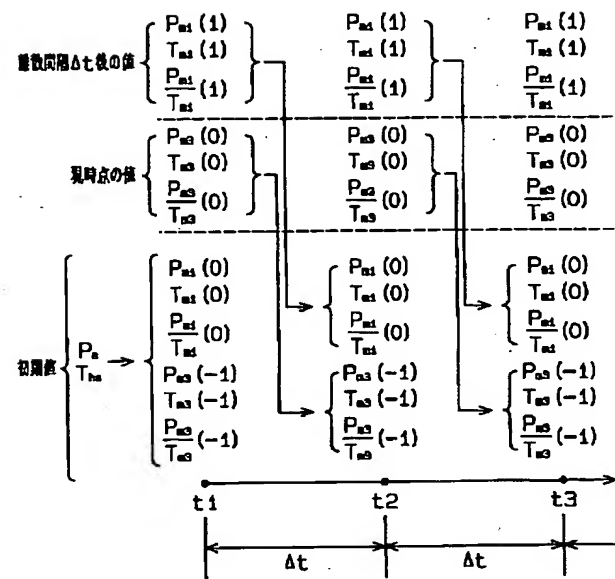 離散間隔Δt後の値
Pm1(1) Pm1(1) Pm1(1)
Tm1(1) Tm1(1) Tm1(1)
Pm1/Tm1(1) Pm1/Tm1(1) Pm1/Tm1(1)
現時点の値
Pm3(0) Pm3(0) Pm3(0)
Tm3(0) Tm3(0) Tm3(0)
Pm3/Tm3(0) Pm2/Tm3(0) Pm3/Tm3(0)
初期値
Pa
Tha
Pm1(0) Pm1(0) Pm1(0)
Tm1(0) Tm1(0) Tm1(0)
Pm1/Tm1(0) Pm1/Tm1(0) Pm1/Tm1(0)
Pm3(-1) Pm3(-1) Pm3(-1)
Tm3(-1) Tm3(-1) Tm3(-1)
Pm3/Tm3(-1) Pm3/Tm3(-1) Pm3/Tm3(-1)
t1 t2 t3
Δt Δt